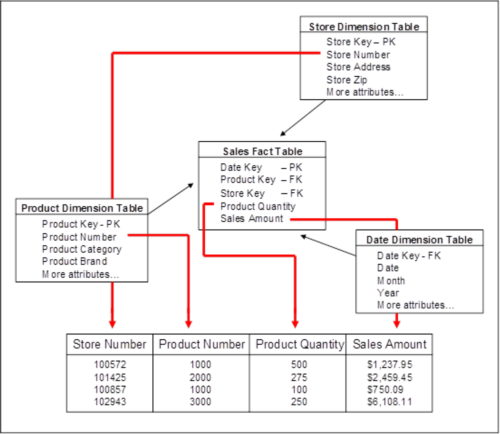 Store Dimension Table
Store Key – PK
Store Number
Store Address
Store Zip
More attributes...
Sales Fact Table
Date Key – PK
Product Key – FK
Store Key – FK
Product Quantity
Sales Amount
Product Dimension Table
Product Key - PK
Product Number
Product Category
Product Brand
More attributes...
Date Dimension Table
Date Key - FK
Date
Month
Year
More attributes...
Store Number Product Number Product Quantity Sales Amount
100572 1000 500 $1,237.95
101425 2000 275 $2,459.45
100857 1000 100 $750.09
102943 3000 250 $6,108.11